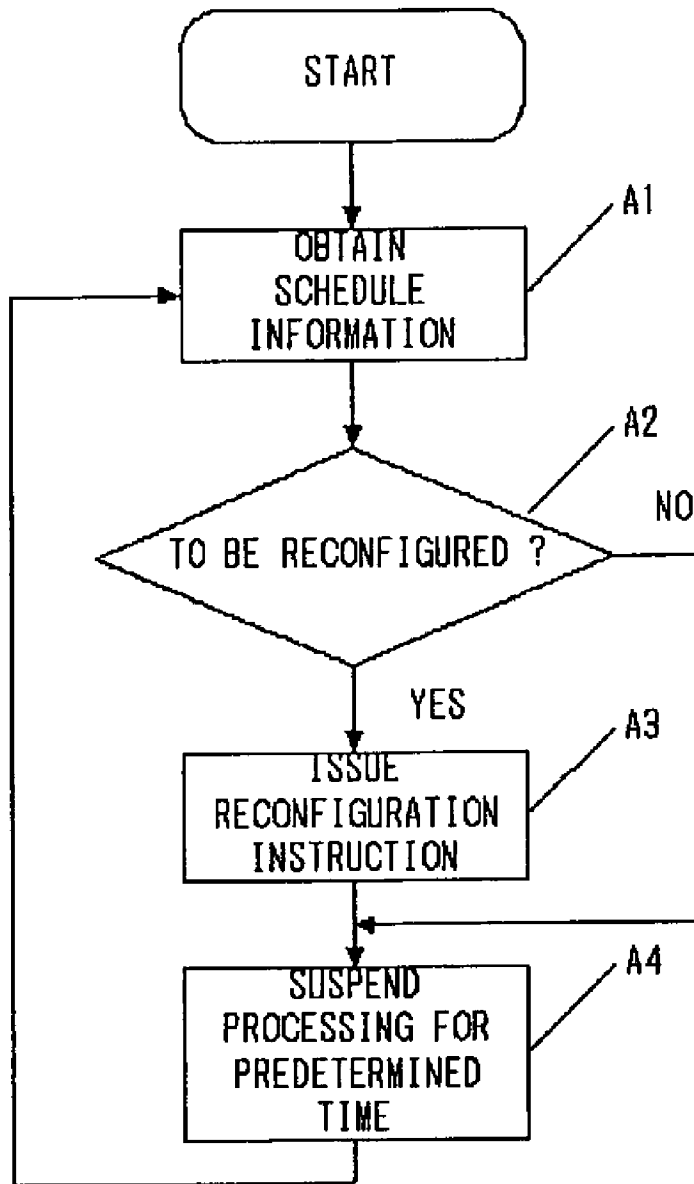 START
A1
OBTAIN
SCHEDULE
INFORMATION
A2
NO
TO BE RECONFIGURED ?
YES
A3
ISSUE
RECONFIGURATION
INSTRUCTION
A4
SUSPEND
PROCESSING FOR
PREDETERMINED
TIME